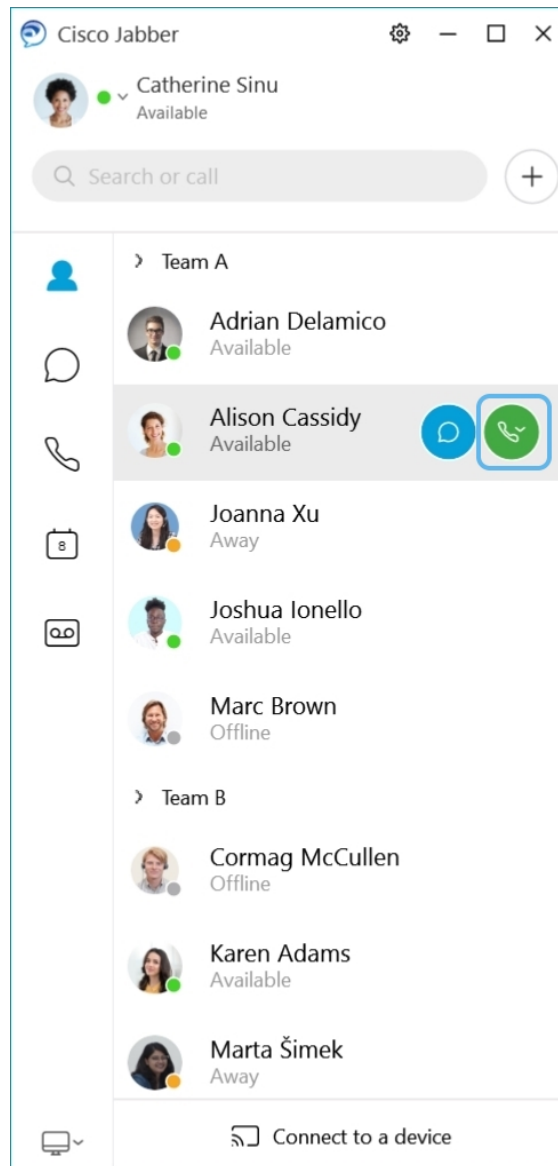 Cisco Jabber
Catherine Sinu
Available
Search or call
Team A
Adrian Delamico
Available
Alison Cassidy
Available
Joanna Xu
Away
8
Joshua Ionello
Available
Marc Brown
Offline
Team B
Cormag McCullen
Offline
Karen Adams
Available
Marta Šimek
Away
Connect to a device